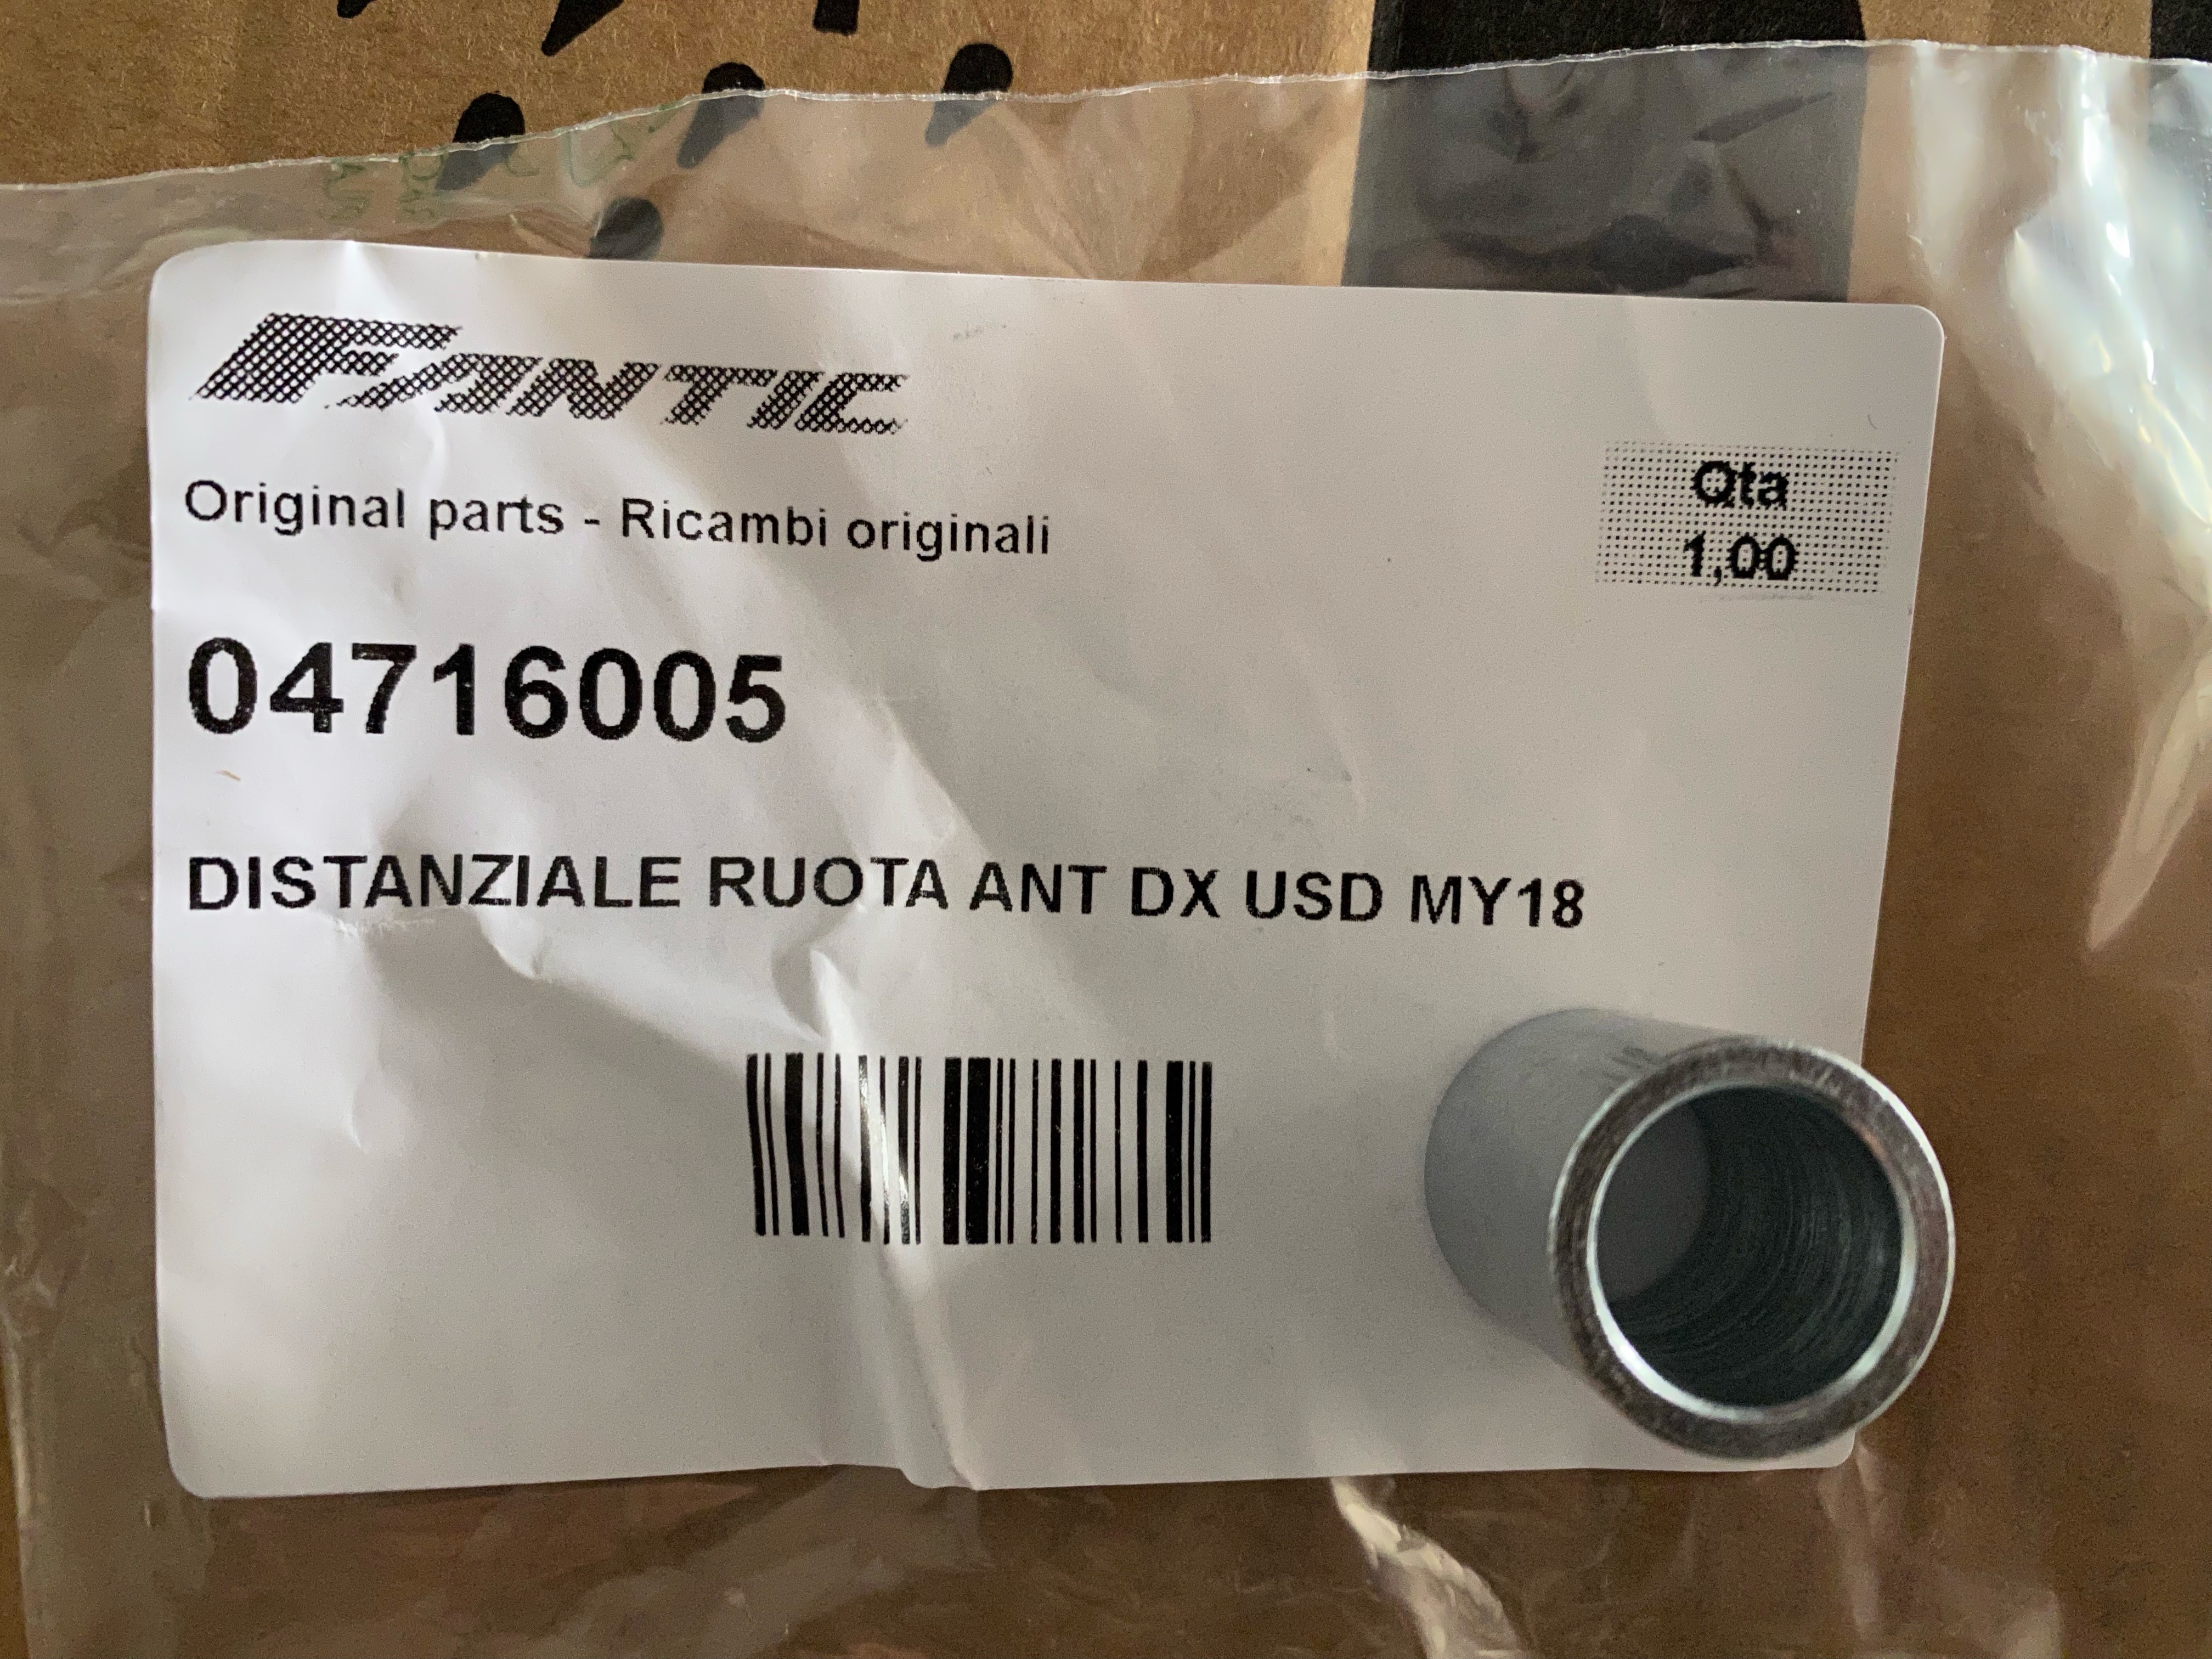 FANTIC
Original parts - Ricambi originali
Qta
1,00
04716005
DISTANZIALE RUOTA ANT DX USD MY18